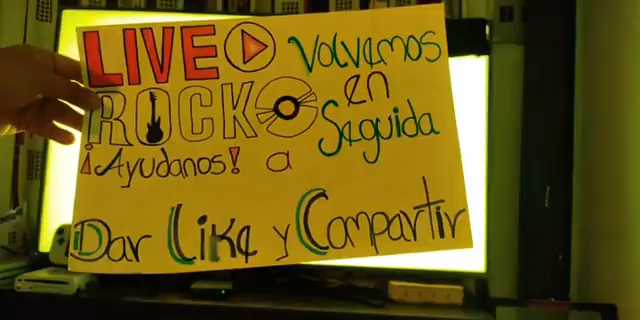 LIVE
ROCK
Volvemos
en
Seguida
¡Ayudanos! a
Dar Like y Compartir